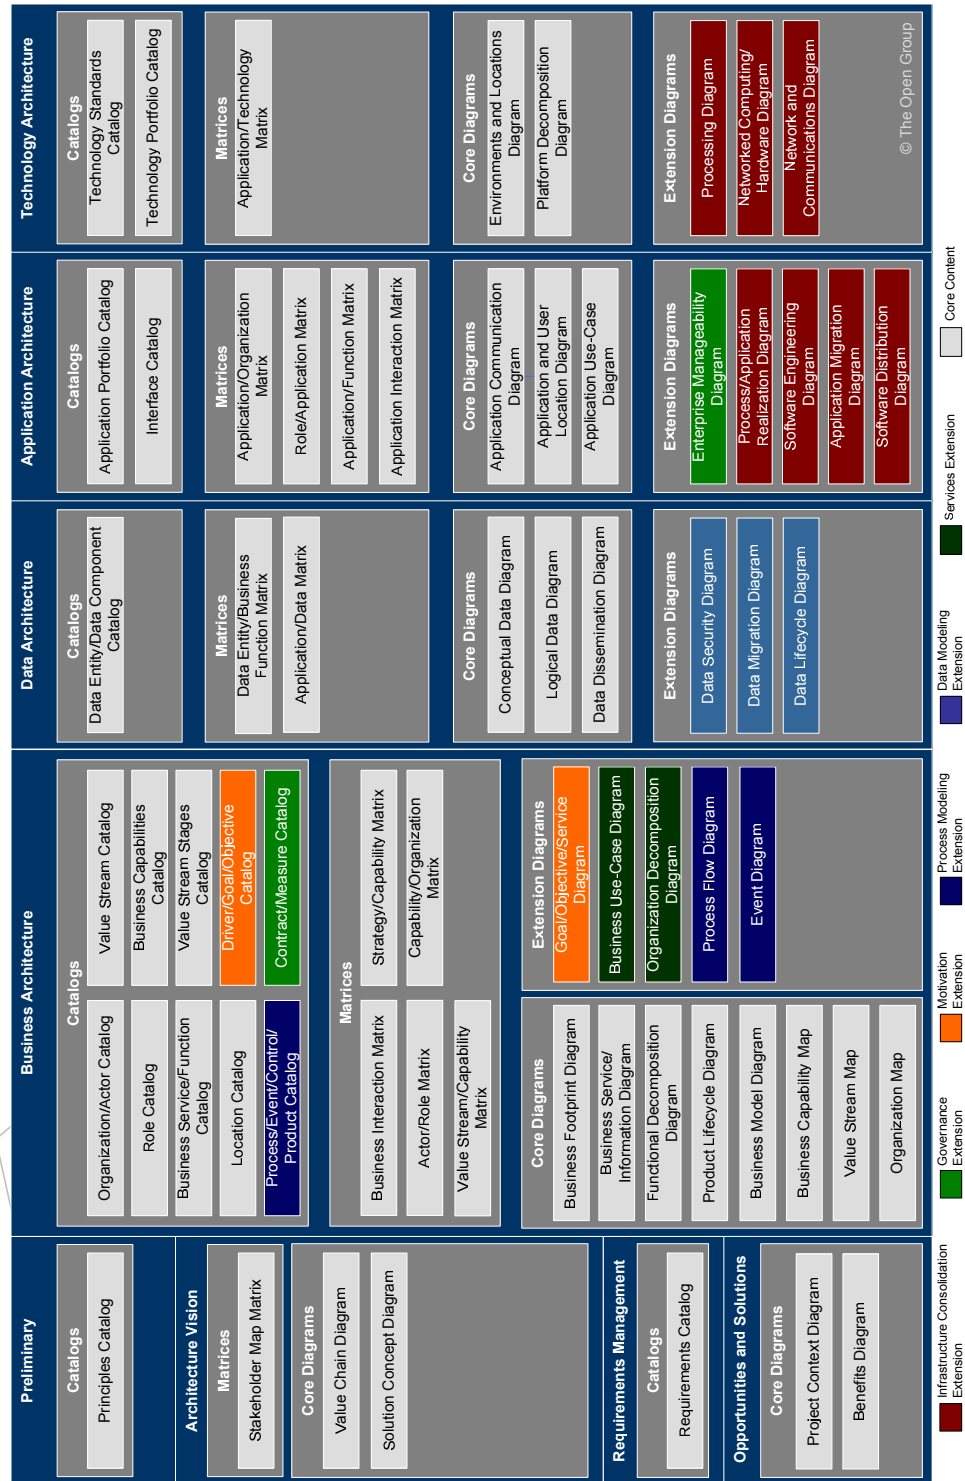 Preliminary
Catalogs
Principles Catalog
Architecture Vision
Matrices
Stakeholder Map Matrix
Core Diagrams
Value Chain Diagram
Solution Concept Diagram
Requirements Management
Catalogs
Requirements Catalog
Opportunities and Solutions
Core Diagrams
Project Context Diagram
Benefits Diagram
Business Architecture
Catalogs
Organization/Actor Catalog
Role Catalog
Business Service/Function
Catalog
Location Catalog
Process/Event/Control/
Product Catalog
Value Stream Catalog
Business Capabilities
Catalog
Value Stream Stages
Catalog
Driver/Goal/Objective
Catalog
Contract/Measure Catalog
Matrices
Business Interaction Matrix
Actor/Role Matrix
Value Stream/Capability
Matrix
Strategy/Capability Matrix
Capability/Organization
Matrix
Core Diagrams
Business Footprint Diagram
Business Service/
Information Diagram
Functional Decomposition
Diagram
Product Lifecycle Diagram
Business Model Diagram
Business Capability Map
Value Stream Map
Organization Map
Extension Diagrams
Goal/Objective/Service
Diagram
Business Use-Case Diagram
Organization Decomposition
Diagram
Process Flow Diagram
Event Diagram
Data Architecture
Catalogs
Data Entity/Data Component
Catalog
Matrices
Data Entity/Business
Function Matrix
Application/Data Matrix
Core Diagrams
Conceptual Data Diagram
Logical Data Diagram
Data Dissemination Diagram
Extension Diagrams
Data Security Diagram
Data Migration Diagram
Data Lifecycle Diagram
Application Architecture
Catalogs
Application Portfolio Catalog
Interface Catalog
Matrices
Application/Organization
Matrix
Role/Application Matrix
Application/Function Matrix
Application Interaction Matrix
Core Diagrams
Application Communication
Diagram
Application and User
Location Diagram
Application Use-Case
Diagram
Extension Diagrams
Enterprise Manageability
Diagram
Process/Application
Realization Diagram
Software Engineering
Diagram
Application Migration
Diagram
Software Distribution
Diagram
Technology Architecture
Catalogs
Technology Standards
Catalog
Technology Portfolio Catalog
Matrices
Application/Technology
Matrix
Core Diagrams
Environments and Locations
Diagram
Platform Decomposition
Diagram
Extension Diagrams
Processing Diagram
Networked Computing/
Hardware Diagram
Network and
Communications Diagram
© The Open Group
Infrastructure Consolidation
Extension
Governance
Extension
Motivation
Extension
Process Modeling
Extension
Data Modeling
Extension
Services Extension
Core Content